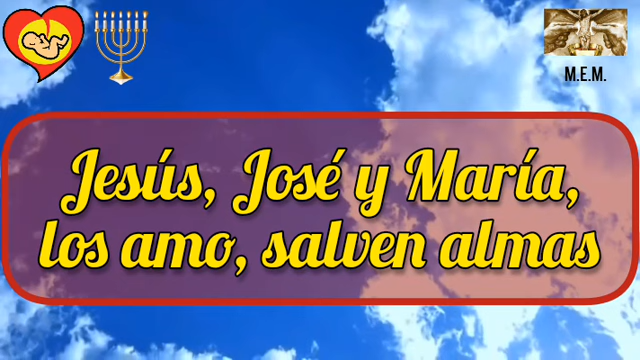 M.E.M.
Jesús, José y María,
los amo, salven almas